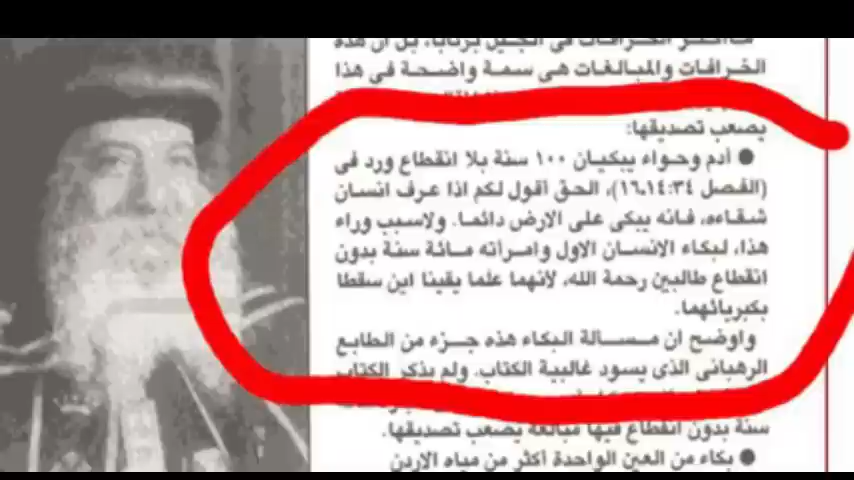 الخرافات والمبالغات هى سمة واضحة فى هذا
يصعب تصديقها:
● أدم وحواء يبكيان ١٠٠ سنة بلا انقطاع ورد فى
(الفصل ١٦،١٤:٣٤)، الحق اقول لكم اذا عرف انسان
شقاءه، فانه يبكى على الارض دائما. ولاسبب وراء
هذا، لبكاء الانسان الاول وامرأته مائة سنة بدون
انقطاع طالبين رحمة الله، لانهما علما يقينا اين سقطا
بكبريائهما.
واوضح ان مسالة البكاء هذه جزء من الطابع
الرهبانى الذى يسود غالبية الكتاب. ولم يذكر الكتاب
سنة بدون انقطاع فيها مبالغة يصعب تصديقها.
● بكاء من العين الواحدة أكثر من مياه الاردن